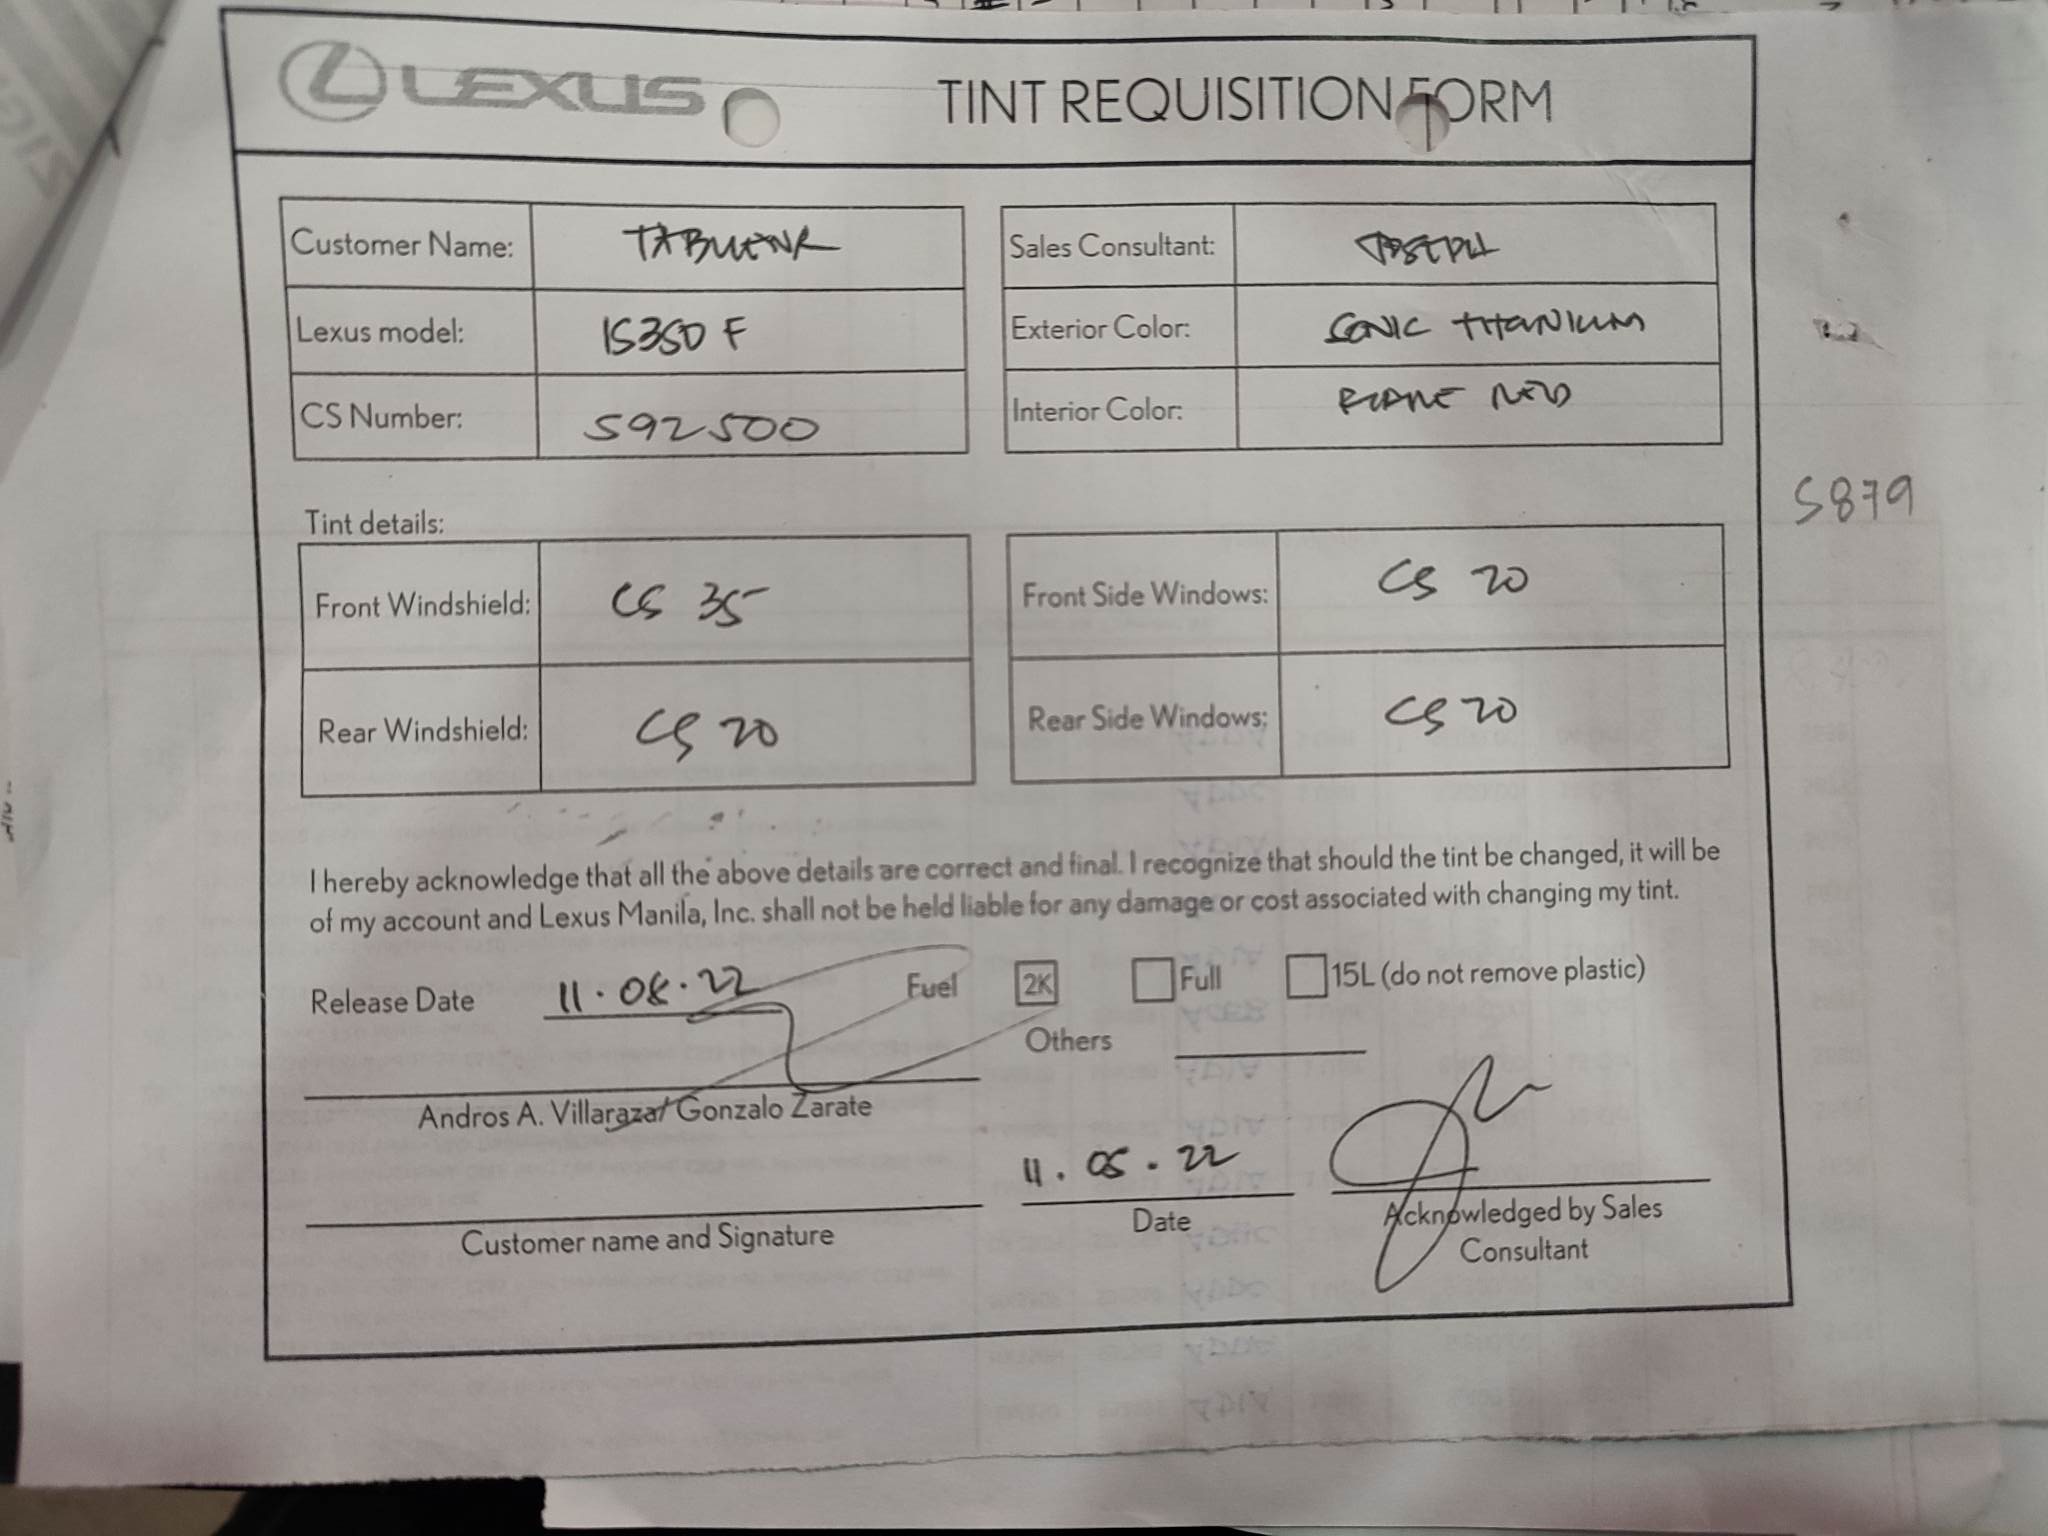 LEXUS TINT REQUISITION FORM
Customer Name: TABUENA
Sales Consultant: JOSEPH
Lexus model: IS350 F
Exterior Color: SONIC TITANIUM
CS Number: 592500
Interior Color: FLARE RED
5879
Tint details:
Front Windshield: CS 35
Front Side Windows: CS 20
Rear Windshield: CS 20
Rear Side Windows: CS 20
I hereby acknowledge that all the above details are correct and final. I recognize that should the tint be changed, it will be
of my account and Lexus Manila, Inc. shall not be held liable for any damage or cost associated with changing my tint.
Release Date 11.08.22 Fuel 2K Full 15L (do not remove plastic)
Others
Andros A. Villaraza/ Gonzalo Zarate
11.05.22
Customer name and Signature
Date
Acknowledged by Sales
Consultant